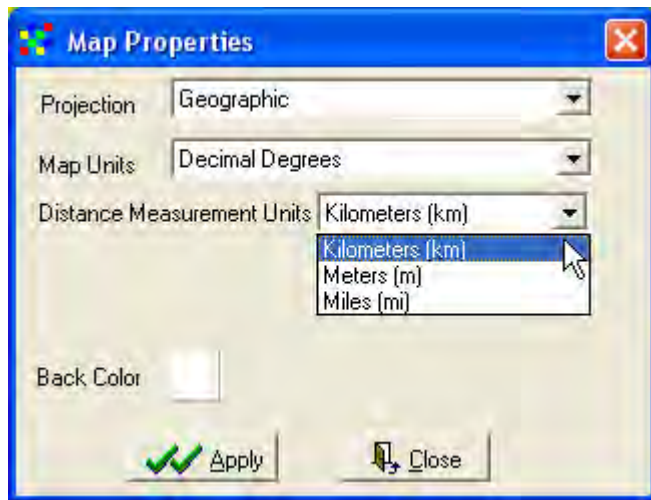 Map Properties
Projection Geographic
Map Units Decimal Degrees
Distance Measurement Units Kilometers (km)
Kilometers (km)
Meters (m)
Miles (mi)
Back Color
Apply Close